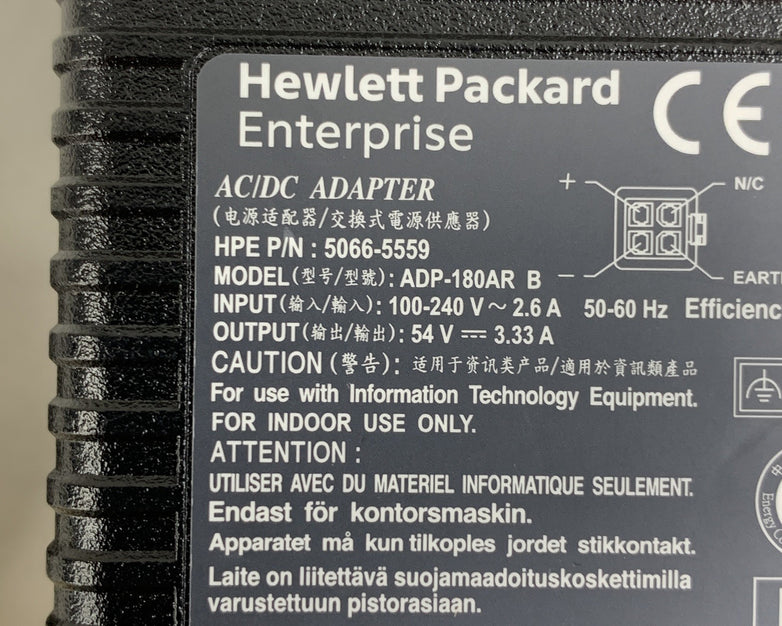 Hewlett Packard
Enterprise
CE
AC/DC ADAPTER
(电源适配器/交換式電源供應器)
+
N/C
HPE P/N : 5066-5559
MODEL(型号/型號): ADP-180AR B
−
EARTH
INPUT(输入/輸入): 100-240 V~ 2.6 A 50-60 Hz Efficienc
OUTPUT(输出/輸出): 54 V ⎓ 3.33 A
CAUTION (警告): 适用于资讯类产品/適用於資訊類產品
For use with Information Technology Equipment.
FOR INDOOR USE ONLY.
ATTENTION :
UTILISER AVEC DU MATERIEL INFORMATIQUE SEULEMENT.
Endast för kontorsmaskin.
Energy
Apparatet må kun tilkoples jordet stikkontakt.
Laite on liitettävä suojamaadoituskoskettimilla
varustettuun pistorasiaan.